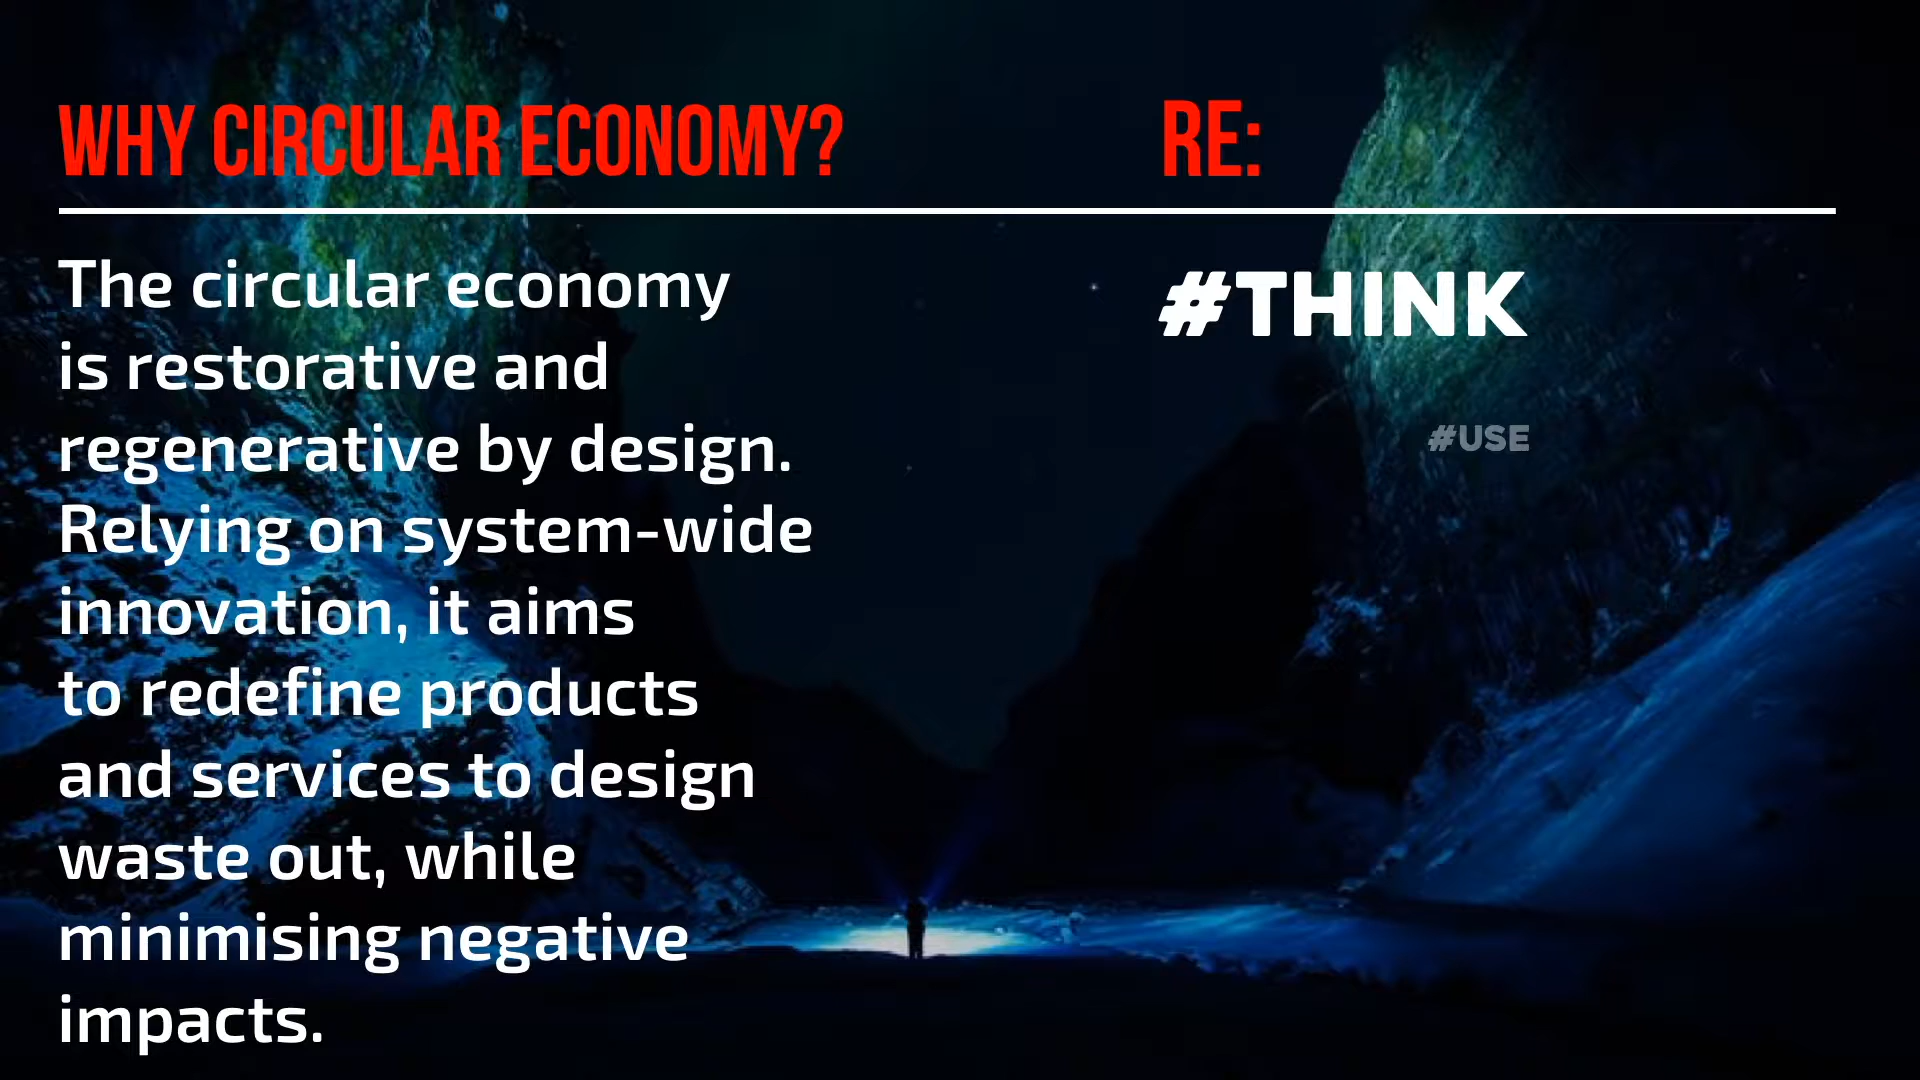 WHY CIRCULAR ECONOMY?
The circular economy
is restorative and
regenerative by design.
Relying on system-wide
innovation, it aims
to redefine products
and services to design
waste out, while
minimising negative
impacts.
RE:
#THINK
#USE